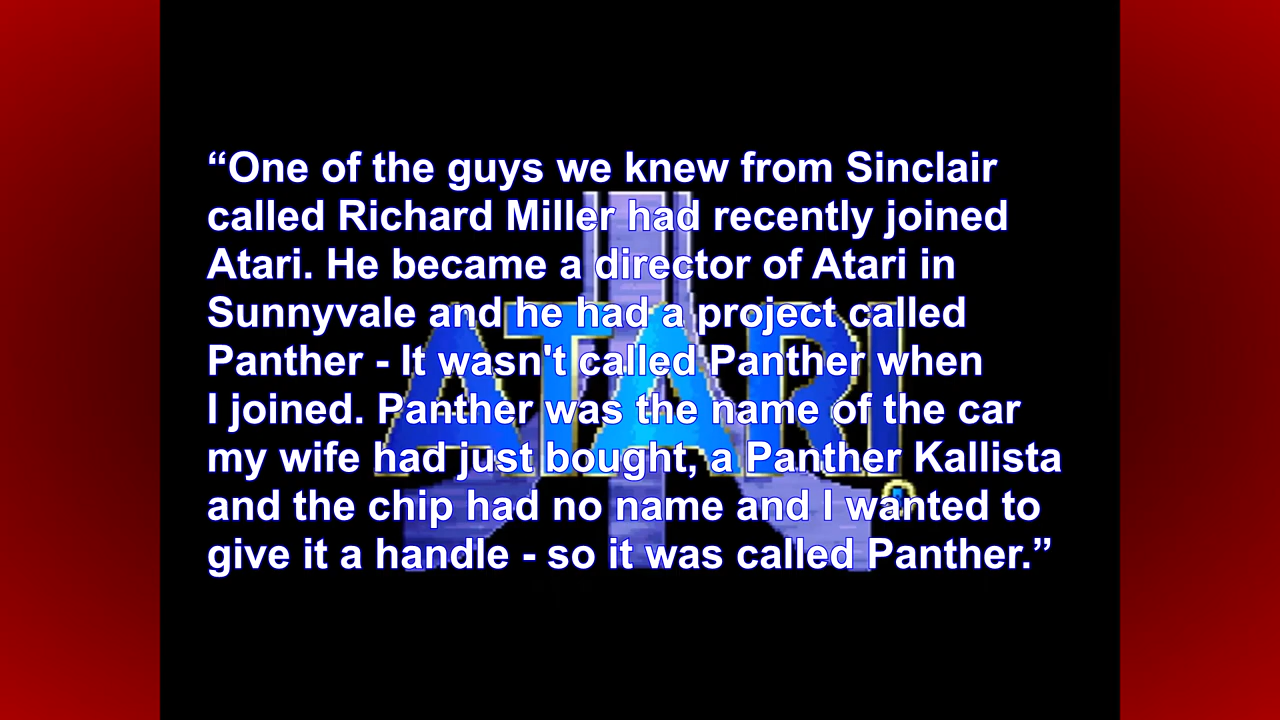 “One of the guys we knew from Sinclair
called Richard Miller had recently joined
Atari. He became a director of Atari in
Sunnyvale and he had a project called
Panther - It wasn't called Panther when
I joined. Panther was the name of the car
my wife had just bought, a Panther Kallista
and the chip had no name and I wanted to
give it a handle - so it was called Panther.”
ATARI